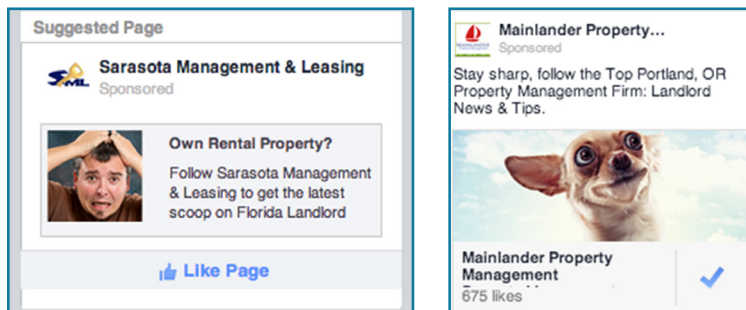 Suggested Page
SML
Sarasota Management & Leasing
Sponsored
Own Rental Property?
Follow Sarasota Management
& Leasing to get the latest
scoop on Florida Landlord
Like Page
MAINLANDER
Mainlander Property...
Sponsored
Stay sharp, follow the Top Portland, OR
Property Management Firm: Landlord
News & Tips.
Mainlander Property
Management
675 likes